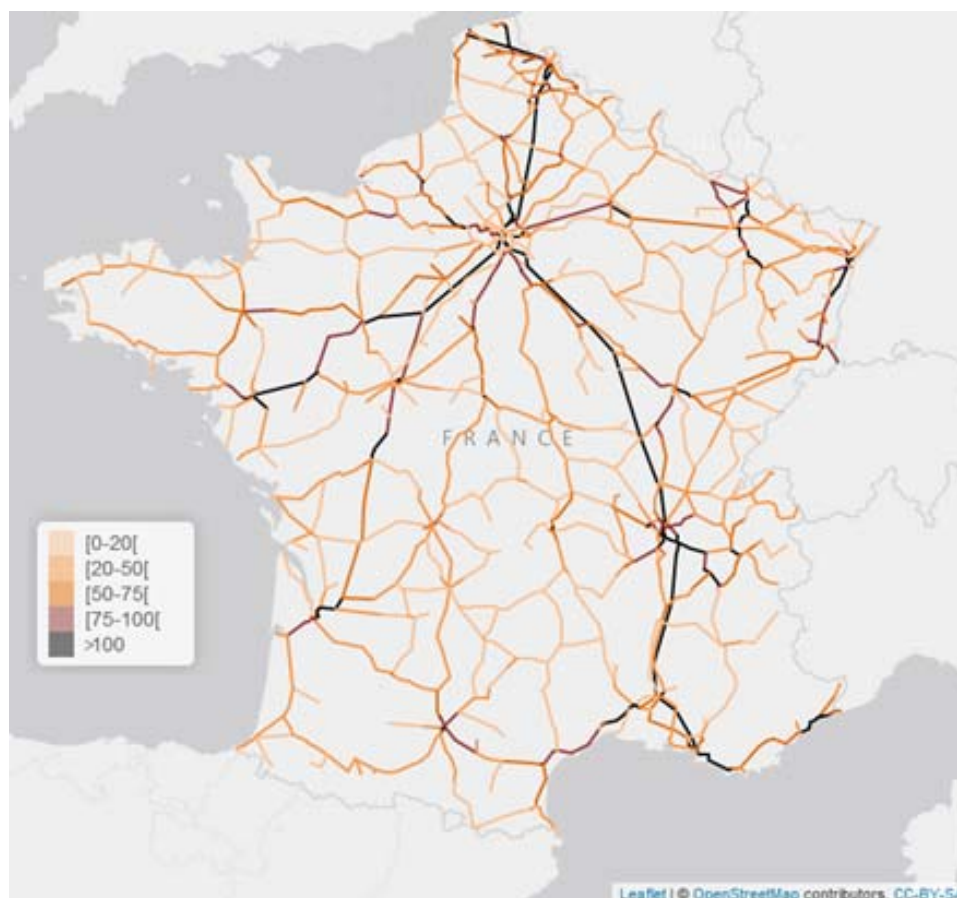 FRANCE
[0-20[
[20-50[
[50-75[
[75-100[
>100
Leaflet | © OpenStreetMap contributors, CC-BY-SA